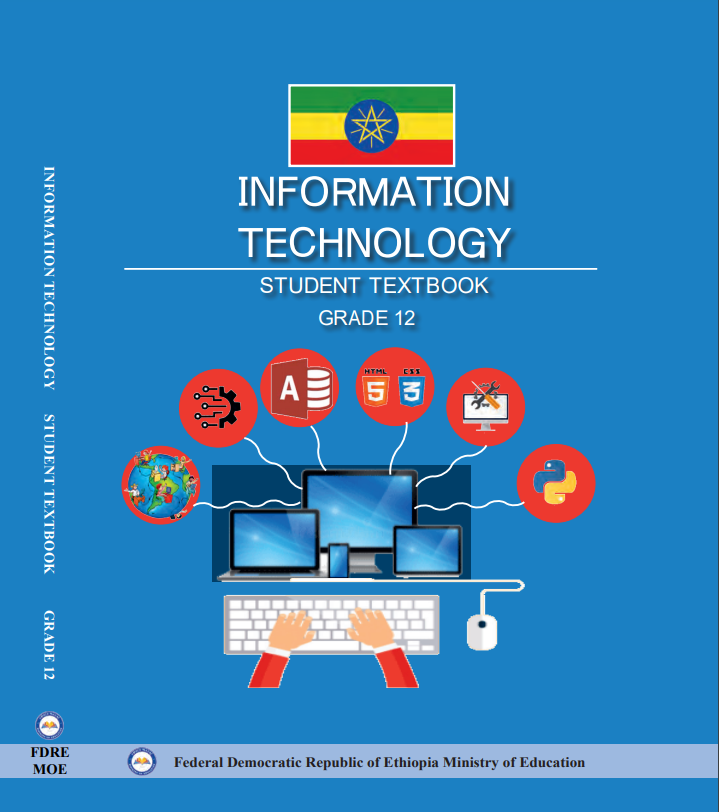 INFORMATION
TECHNOLOGY
STUDENT TEXTBOOK
GRADE 12
A
HTML
5
CSS
3
INFORMATION TECHNOLOGY STUDENT TEXTBOOK GRADE 12
FDRE
MOE
Federal Democratic Republic of Ethiopia Ministry of Education